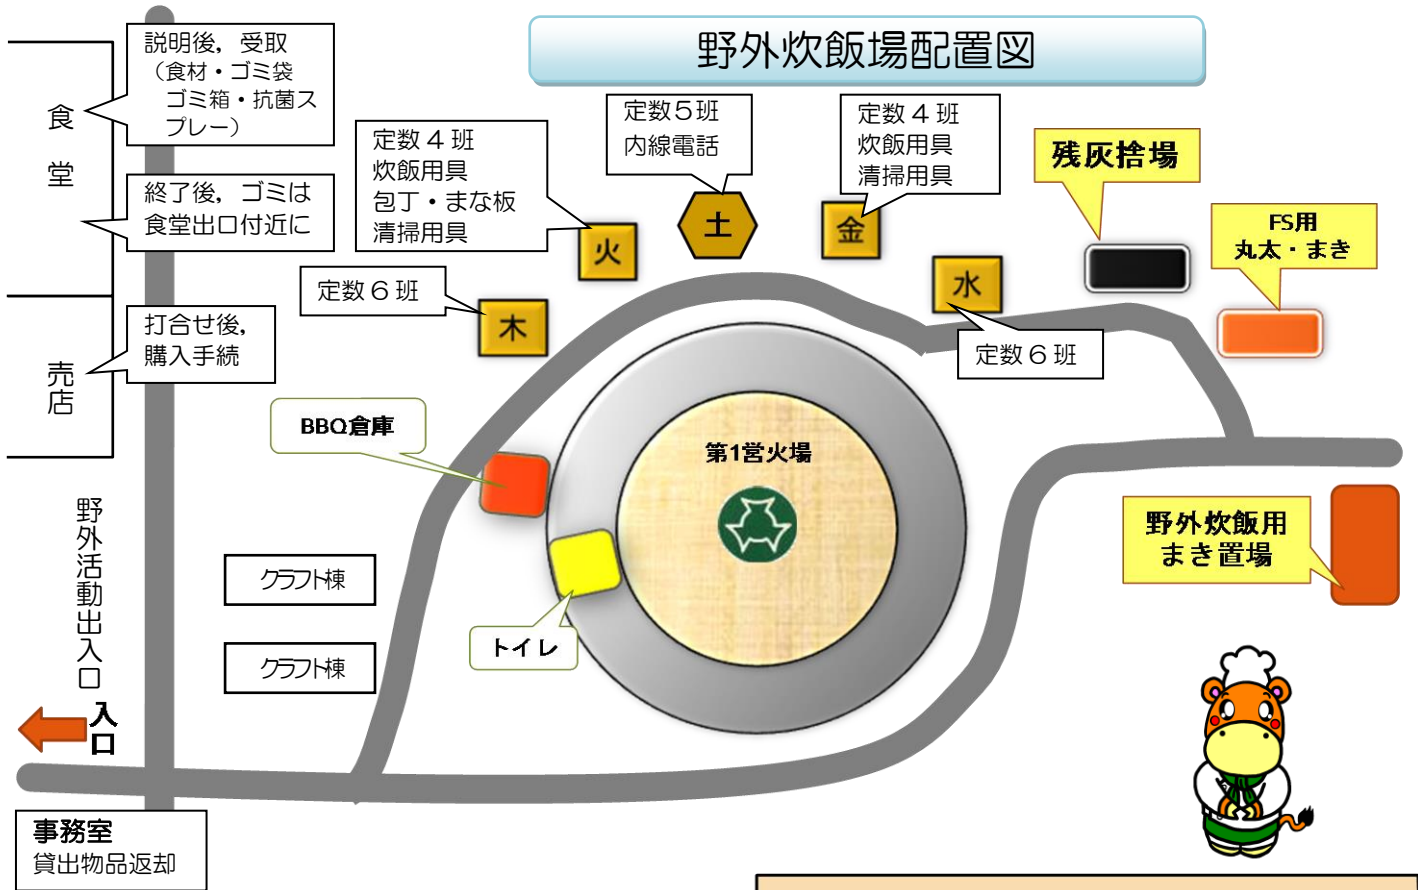 野外炊飯場配置図
説明後，受取
（食材・ゴミ袋
ゴミ箱・抗菌ス
プレー）
食堂
終了後，ゴミは
食堂出口付近に
打合せ後，
購入手続
売店
定数４班
炊飯用具
包丁・まな板
清掃用具
定数５班
内線電話
定数４班
炊飯用具
清掃用具
残灰捨場
FS用
丸太・まき
火
土
金
水
木
定数６班
定数６班
BBQ倉庫
第1営火場
トイレ
クラフト棟
クラフト棟
野外炊飯用
まき置場
野外活動出入口
入口
事務室
貸出物品返却